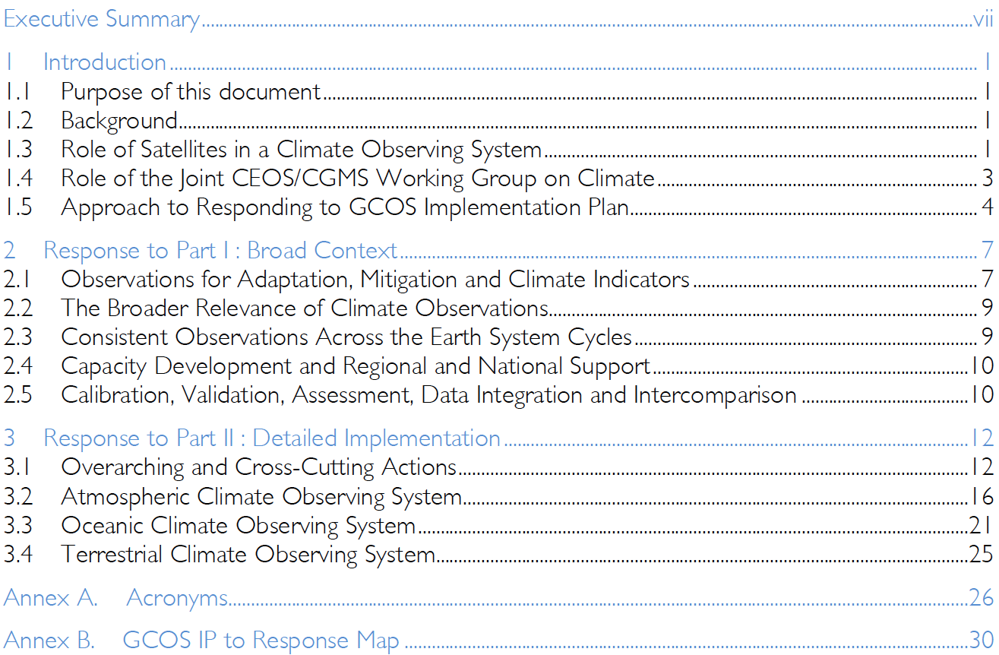 Executive Summary vii
1 Introduction 1
1.1 Purpose of this document 1
1.2 Background 1
1.3 Role of Satellites in a Climate Observing System 1
1.4 Role of the Joint CEOS/CGMS Working Group on Climate 3
1.5 Approach to Responding to GCOS Implementation Plan 4
2 Response to Part I : Broad Context 7
2.1 Observations for Adaptation, Mitigation and Climate Indicators 7
2.2 The Broader Relevance of Climate Observations 9
2.3 Consistent Observations Across the Earth System Cycles 9
2.4 Capacity Development and Regional and National Support 10
2.5 Calibration, Validation, Assessment, Data Integration and Intercomparison 10
3 Response to Part II : Detailed Implementation 12
3.1 Overarching and Cross-Cutting Actions 12
3.2 Atmospheric Climate Observing System 16
3.3 Oceanic Climate Observing System 21
3.4 Terrestrial Climate Observing System 25
Annex A. Acronyms 26
Annex B. GCOS IP to Response Map 30